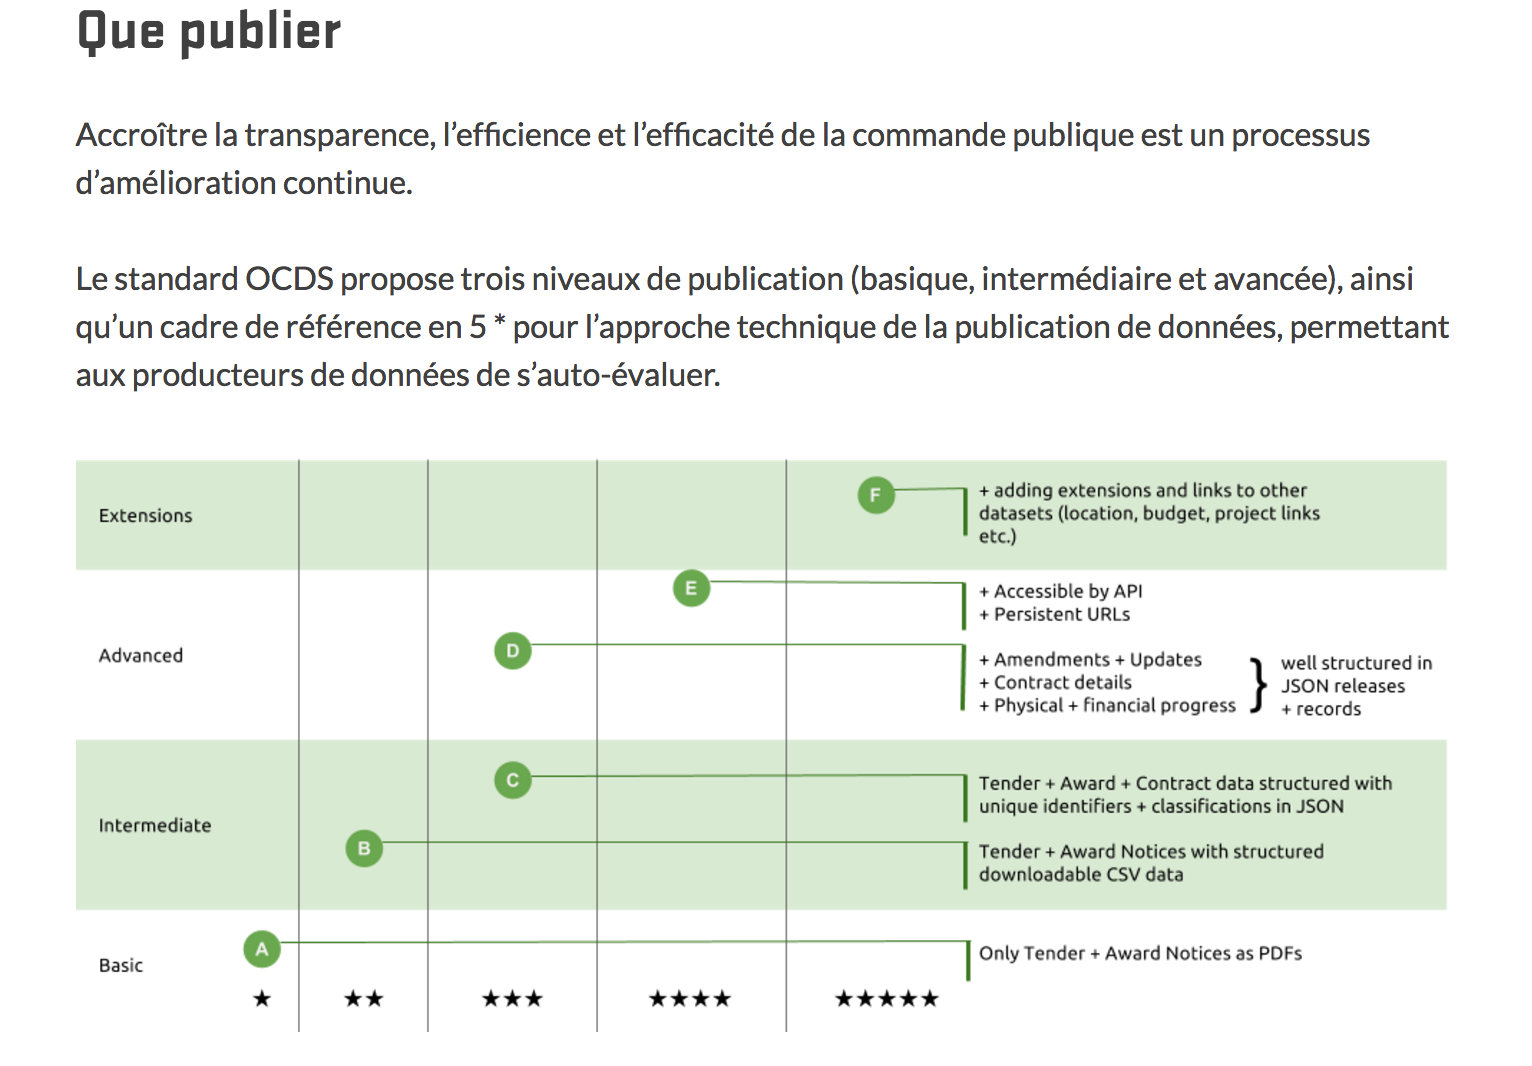 Que publier
Accroître la transparence, l’efficience et l’efficacité de la commande publique est un processus
d’amélioration continue.
Le standard OCDS propose trois niveaux de publication (basique, intermédiaire et avancée), ainsi
qu’un cadre de référence en 5 * pour l’approche technique de la publication de données, permettant
aux producteurs de données de s’auto-évaluer.
Extensions
F
+ adding extensions and links to other
datasets (location, budget, project links
etc.)
Advanced
E
+ Accessible by API
+ Persistent URLs
D
+ Amendments + Updates
+ Contract details
+ Physical + financial progress
}
well structured in
JSON releases
+ records
Intermediate
C
Tender + Award + Contract data structured with
unique identifiers + classifications in JSON
B
Tender + Award Notices with structured
downloadable CSV data
Basic
A
Only Tender + Award Notices as PDFs
★ ★★ ★★★ ★★★★ ★★★★★